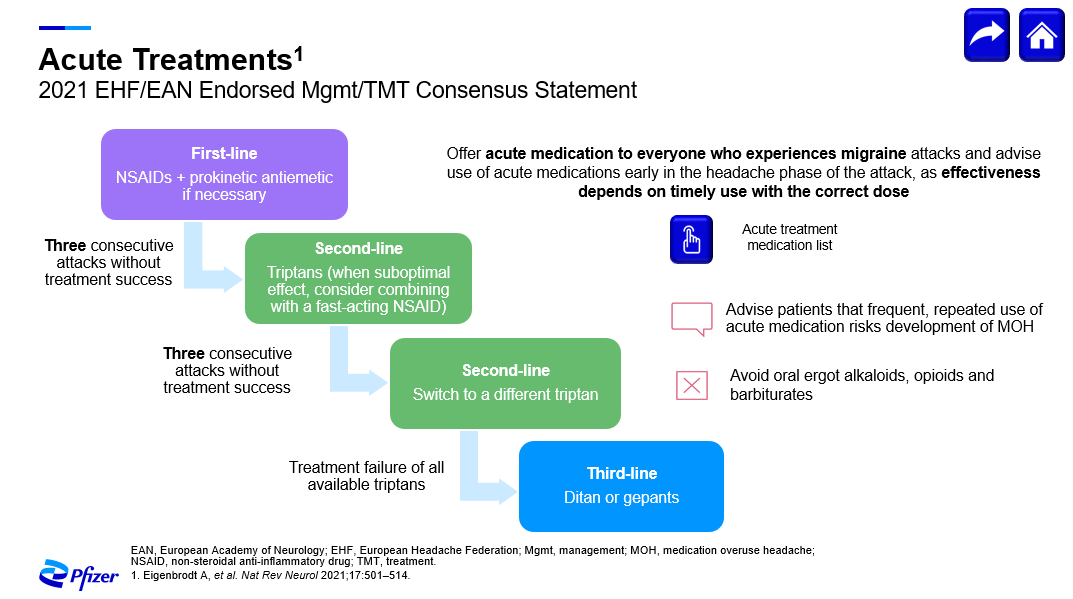 Acute Treatments1
2021 EHF/EAN Endorsed Mgmt/TMT Consensus Statement
First-line
NSAIDs + prokinetic antiemetic
if necessary
Three consecutive
attacks without
treatment success
Second-line
Triptans (when suboptimal
effect, consider combining
with a fast-acting NSAID)
Three consecutive
attacks without
treatment success
Second-line
Switch to a different triptan
Treatment failure of all
available triptans
Third-line
Ditan or gepants
Offer acute medication to everyone who experiences migraine attacks and advise
use of acute medications early in the headache phase of the attack, as effectiveness
depends on timely use with the correct dose
Acute treatment
medication list
Advise patients that frequent, repeated use of
acute medication risks development of MOH
Avoid oral ergot alkaloids, opioids and
barbiturates
EAN, European Academy of Neurology; EHF, European Headache Federation; Mgmt, management; MOH, medication overuse headache;
NSAID, non-steroidal anti-inflammatory drug; TMT, treatment.
1. Eigenbrodt A, et al. Nat Rev Neurol 2021;17:501–514.
Pfizer